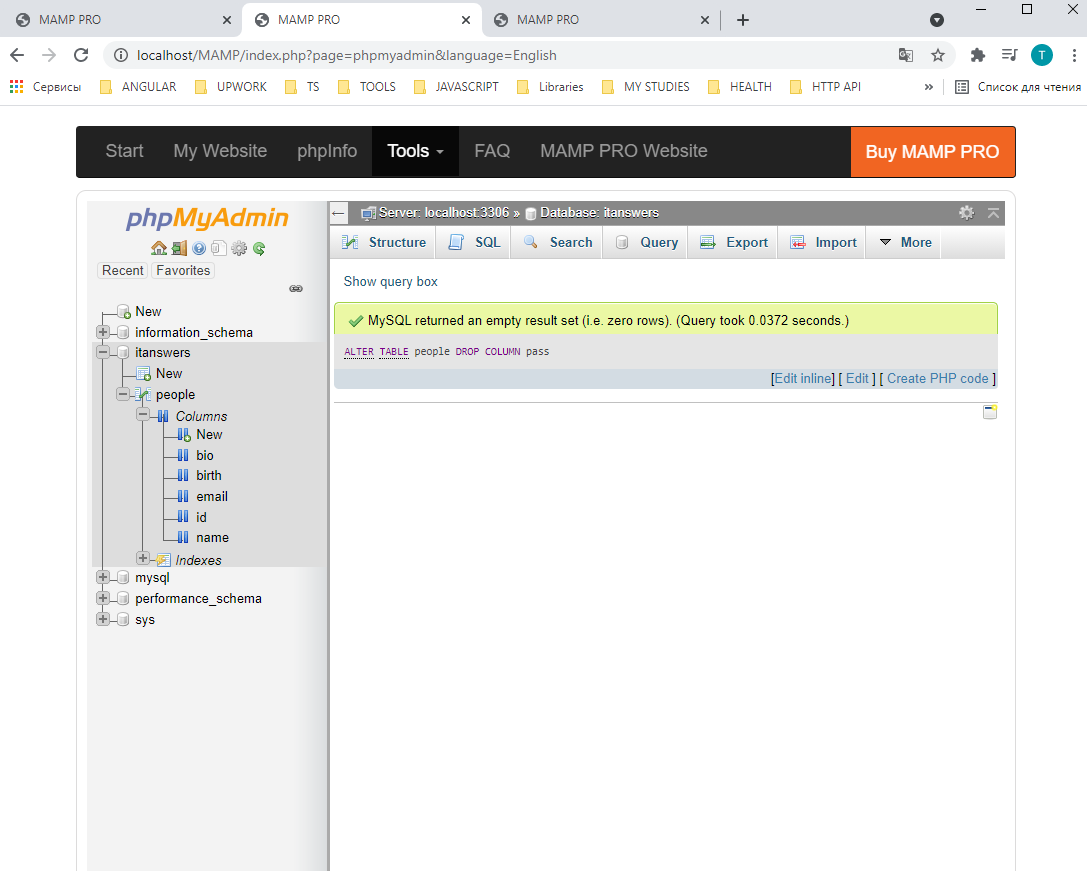 MAMP PRO
MAMP PRO
MAMP PRO
localhost/MAMP/index.php?page=phpmyadmin&language=English
T
Сервисы ANGULAR UPWORK TS TOOLS JAVASCRIPT Libraries MY STUDIES HEALTH HTTP API » Список для чтения
Start My Website phpInfo Tools FAQ MAMP PRO Website Buy MAMP PRO
phpMyAdmin
Recent Favorites
New
information_schema
itanswers
New
people
Columns
New
bio
birth
email
id
name
Indexes
mysql
performance_schema
sys
Server: localhost:3306 » Database: itanswers
Structure SQL Search Query Export Import More
Show query box
MySQL returned an empty result set (i.e. zero rows). (Query took 0.0372 seconds.)
ALTER TABLE people DROP COLUMN pass
[Edit inline] [ Edit ] [ Create PHP code ]